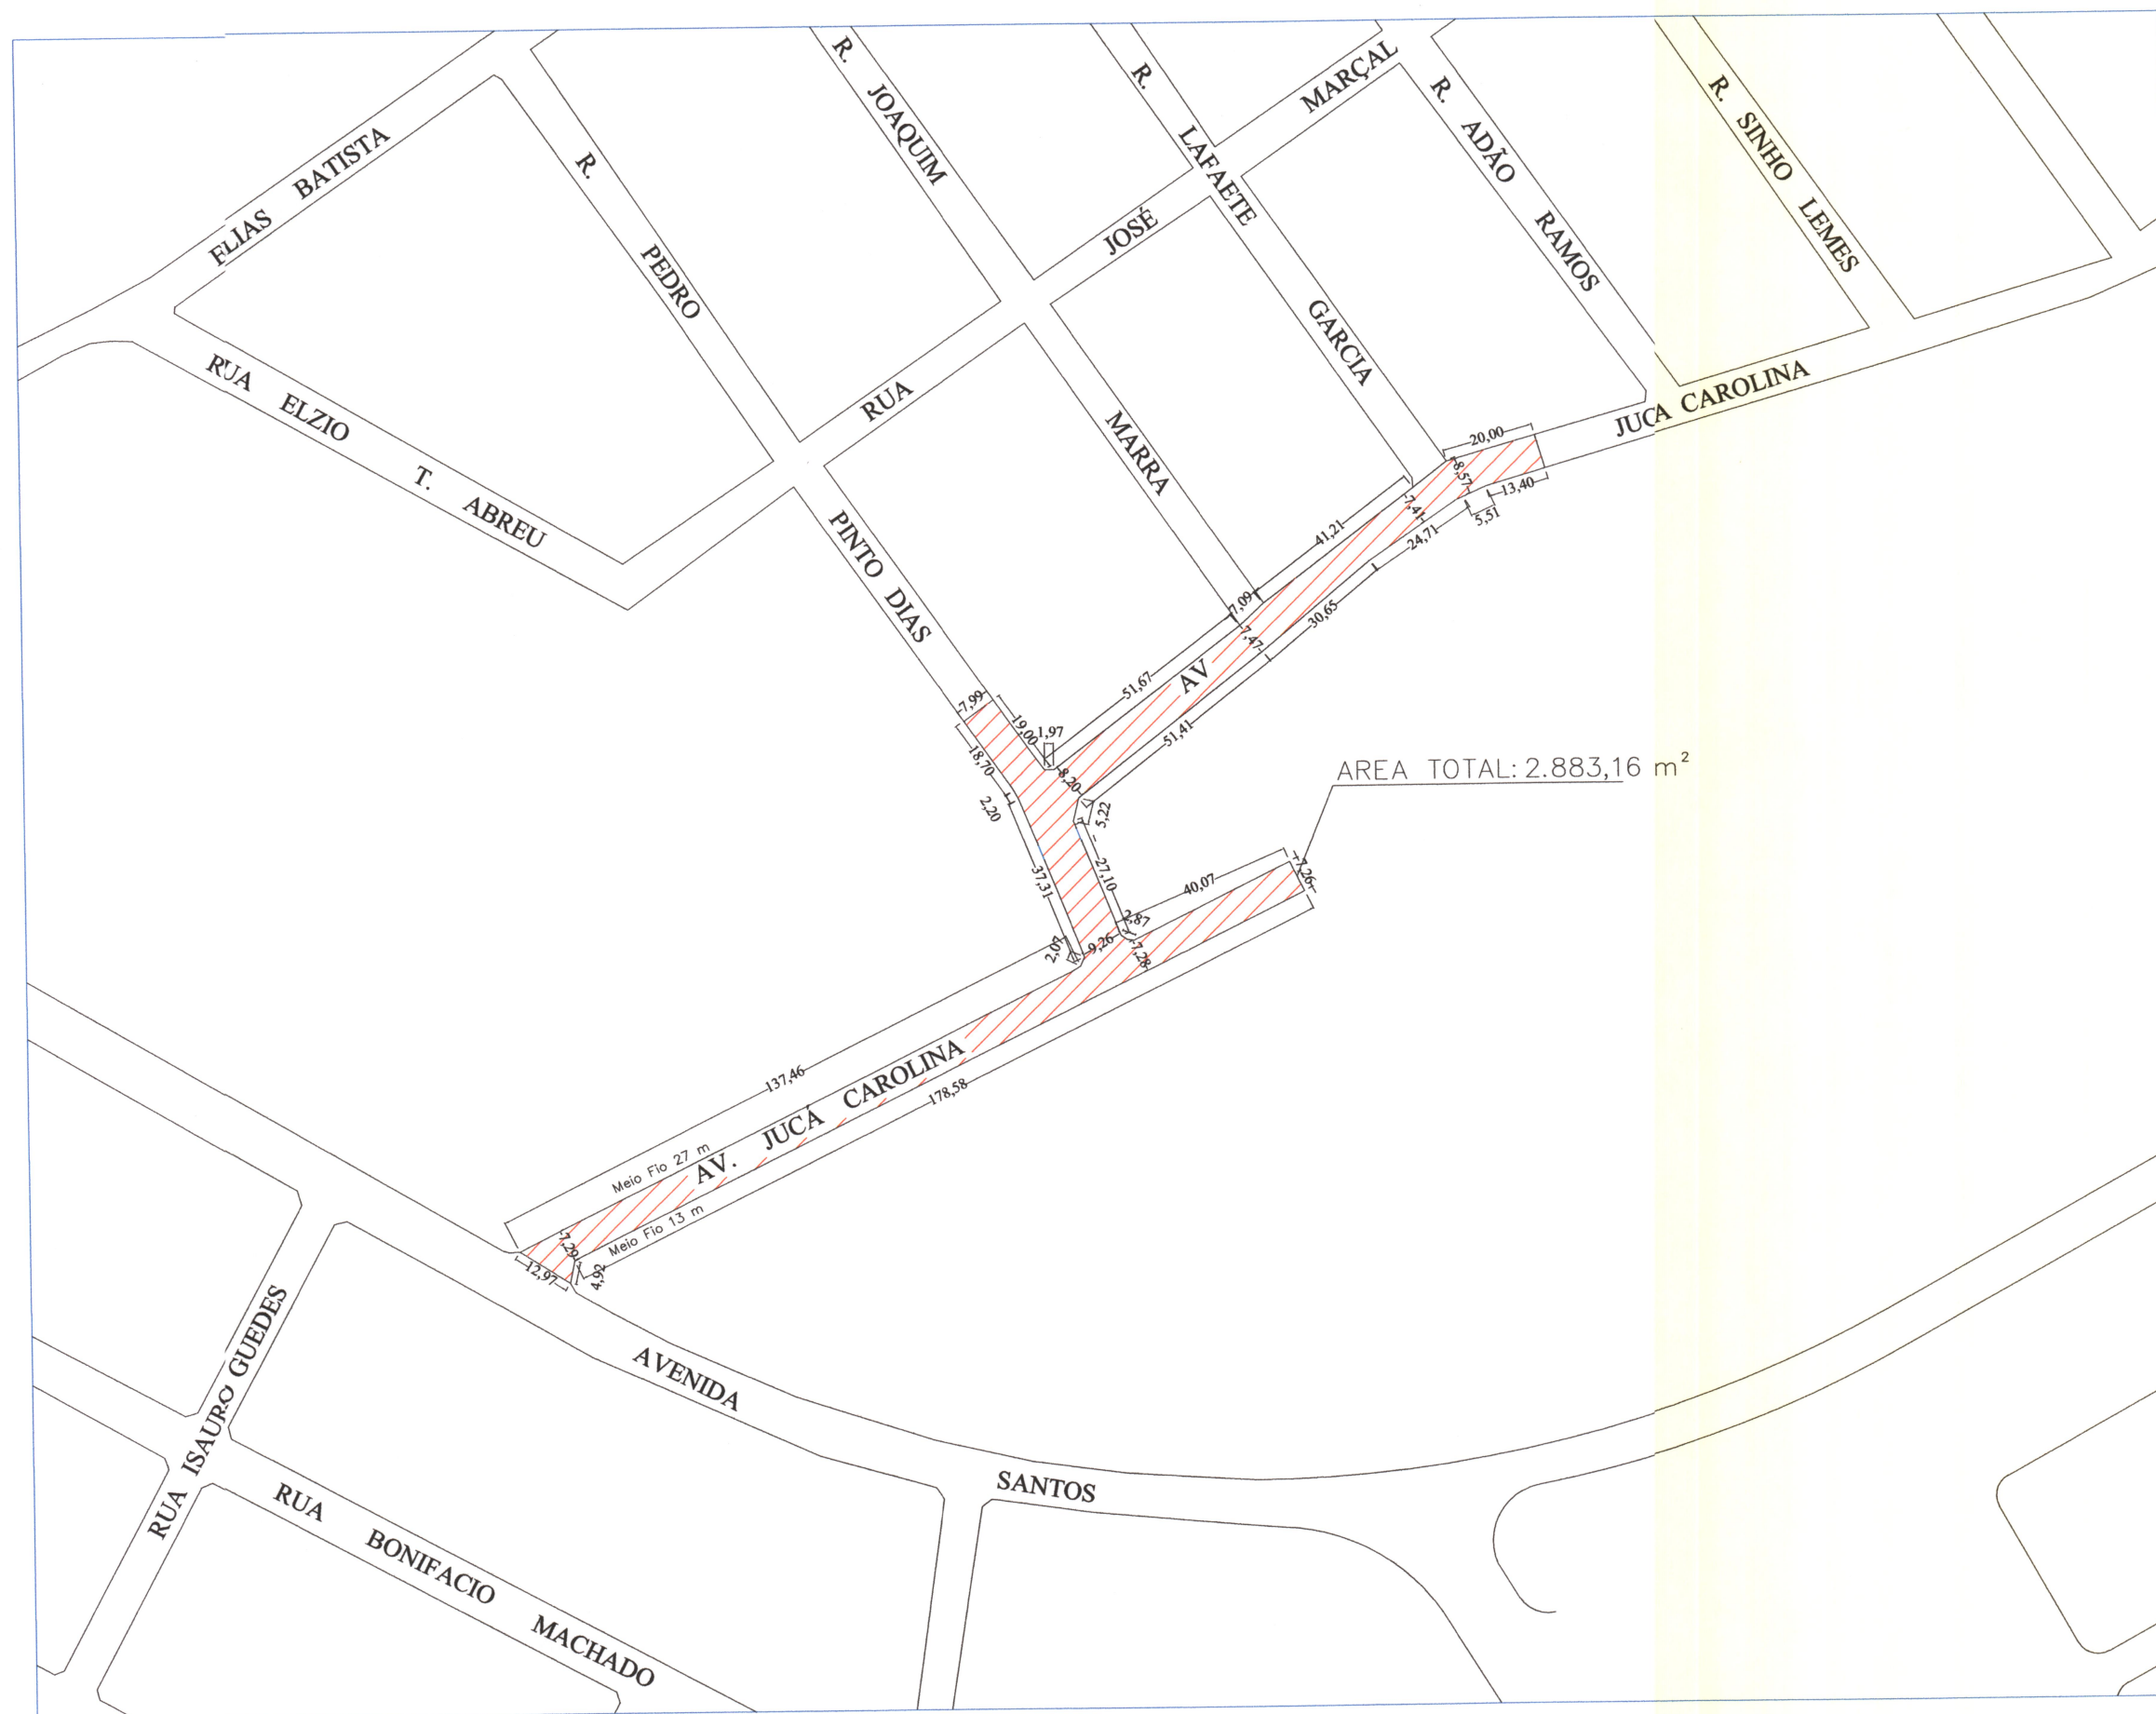 ELIAS BATISTA
R. PEDRO PINTO DIAS
R. JOAQUIM MARRA
R. LAFAETE GARCIA
RUA JOSÉ MARÇAL
R. ADÃO RAMOS
R. SINHO LEMES
RUA ELZIO T. ABREU
AV JUCA CAROLINA
20,00
8,57
13,40
5,51
7,41
24,71
41,21
7,09
7,47
30,65
51,67
51,41
7,99
19,00
1,97
18,70
8,20
2,20
5,22
37,31
27,10
40,07
7,26
2,87
2,07
9,26
7,28
AREA TOTAL: 2.883,16 m²
137,46
178,58
AV. JUCÁ CAROLINA
Meio Fio 27 m
Meio Fio 13 m
7,29
12,97
4,92
AVENIDA SANTOS
RUA ISAURO GUEDES
RUA BONIFACIO MACHADO